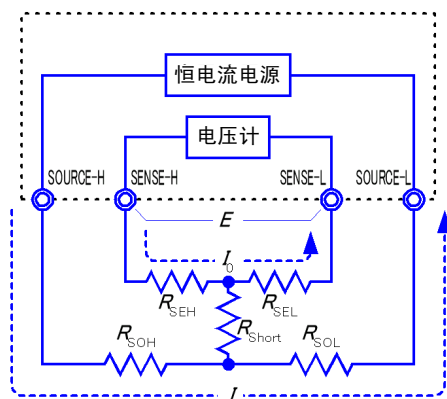 恒电流电源
电压计
SOURCE-H
SENSE-H
SENSE-L
SOURCE-L
E
I0
RSEH
RSEL
RShort
RSOH
RSOL
I